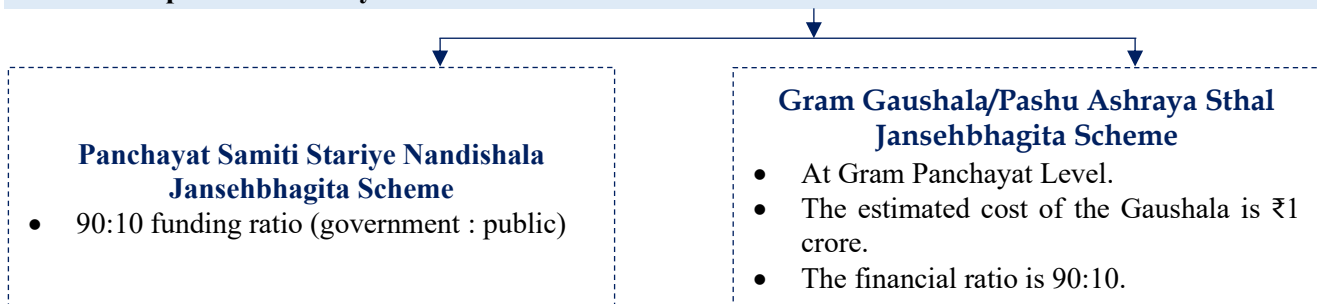 Panchayat Samiti Stariye Nandishala
Jansehbhagita Scheme
• 90:10 funding ratio (government : public)
Gram Gaushala/Pashu Ashraya Sthal
Jansehbhagita Scheme
• At Gram Panchayat Level.
• The estimated cost of the Gaushala is ₹1
crore.
• The financial ratio is 90:10.